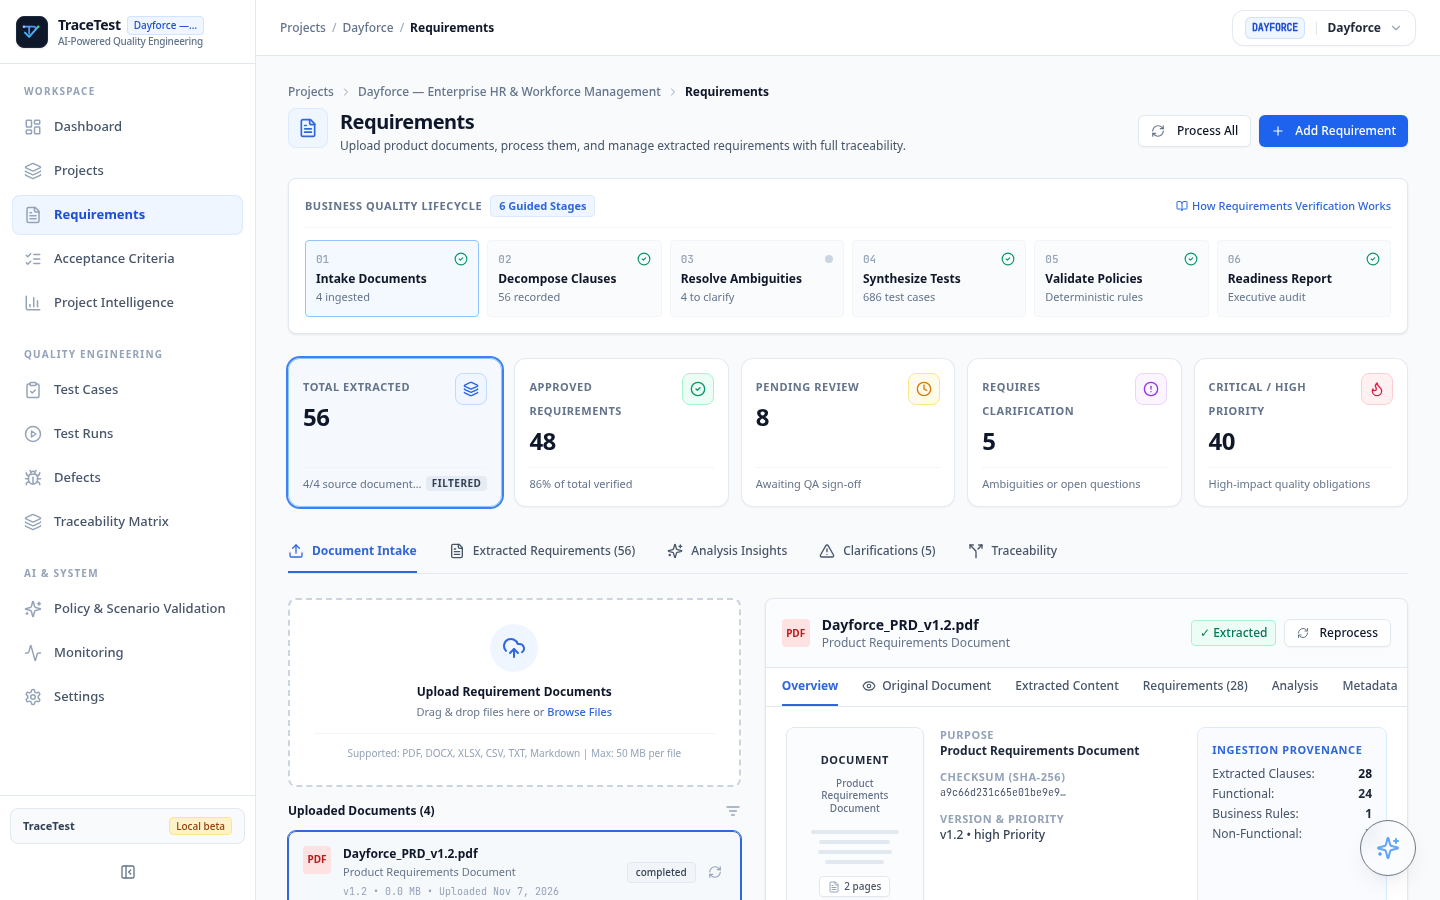 TraceTest
Dayforce —...
AI-Powered Quality Engineering
WORKSPACE
Dashboard
Projects
Requirements
Acceptance Criteria
Project Intelligence
QUALITY ENGINEERING
Test Cases
Test Runs
Defects
Traceability Matrix
AI & SYSTEM
Policy & Scenario Validation
Monitoring
Settings
TraceTest
Local beta
Projects / Dayforce / Requirements
DAYFORCE
Dayforce
Projects > Dayforce — Enterprise HR & Workforce Management > Requirements
Requirements
Upload product documents, process them, and manage extracted requirements with full traceability.
Process All
Add Requirement
BUSINESS QUALITY LIFECYCLE
6 Guided Stages
How Requirements Verification Works
01
Intake Documents
4 ingested
02
Decompose Clauses
56 recorded
03
Resolve Ambiguities
4 to clarify
04
Synthesize Tests
686 test cases
05
Validate Policies
Deterministic rules
06
Readiness Report
Executive audit
TOTAL EXTRACTED
56
4/4 source document...
FILTERED
APPROVED
REQUIREMENTS
48
86% of total verified
PENDING REVIEW
8
Awaiting QA sign-off
REQUIRES
CLARIFICATION
5
Ambiguities or open questions
CRITICAL / HIGH
PRIORITY
40
High-impact quality obligations
Document Intake
Extracted Requirements (56)
Analysis Insights
Clarifications (5)
Traceability
Upload Requirement Documents
Drag & drop files here or Browse Files
Supported: PDF, DOCX, XLSX, CSV, TXT, Markdown | Max: 50 MB per file
Uploaded Documents (4)
PDF
Dayforce_PRD_v1.2.pdf
Product Requirements Document
v1.2 • 0.0 MB • Uploaded Nov 7, 2026
completed
PDF
Dayforce_PRD_v1.2.pdf
Product Requirements Document
✓ Extracted
Reprocess
Overview
Original Document
Extracted Content
Requirements (28)
Analysis
Metadata
DOCUMENT
Product
Requirements
Document
2 pages
PURPOSE
Product Requirements Document
CHECKSUM (SHA-256)
a9c66d231c65e01be9e9…
VERSION & PRIORITY
v1.2 • high Priority
INGESTION PROVENANCE
Extracted Clauses: 28
Functional: 24
Business Rules: 1
Non-Functional: